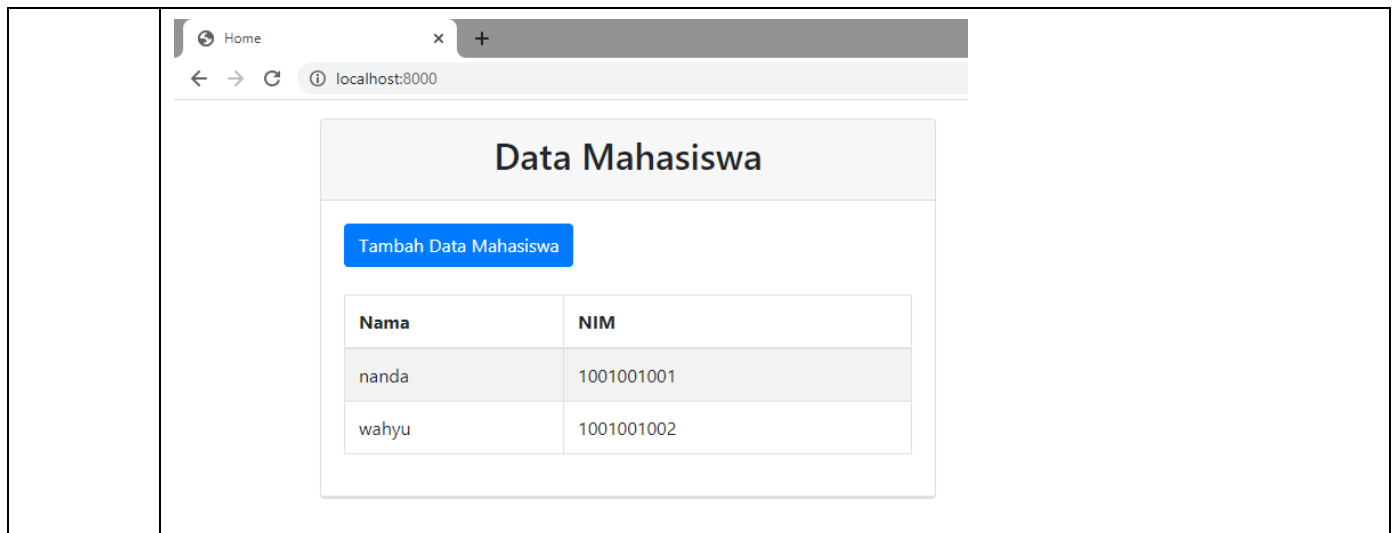 Home
localhost:8000
Data Mahasiswa
Tambah Data Mahasiswa
Nama NIM
nanda 1001001001
wahyu 1001001002